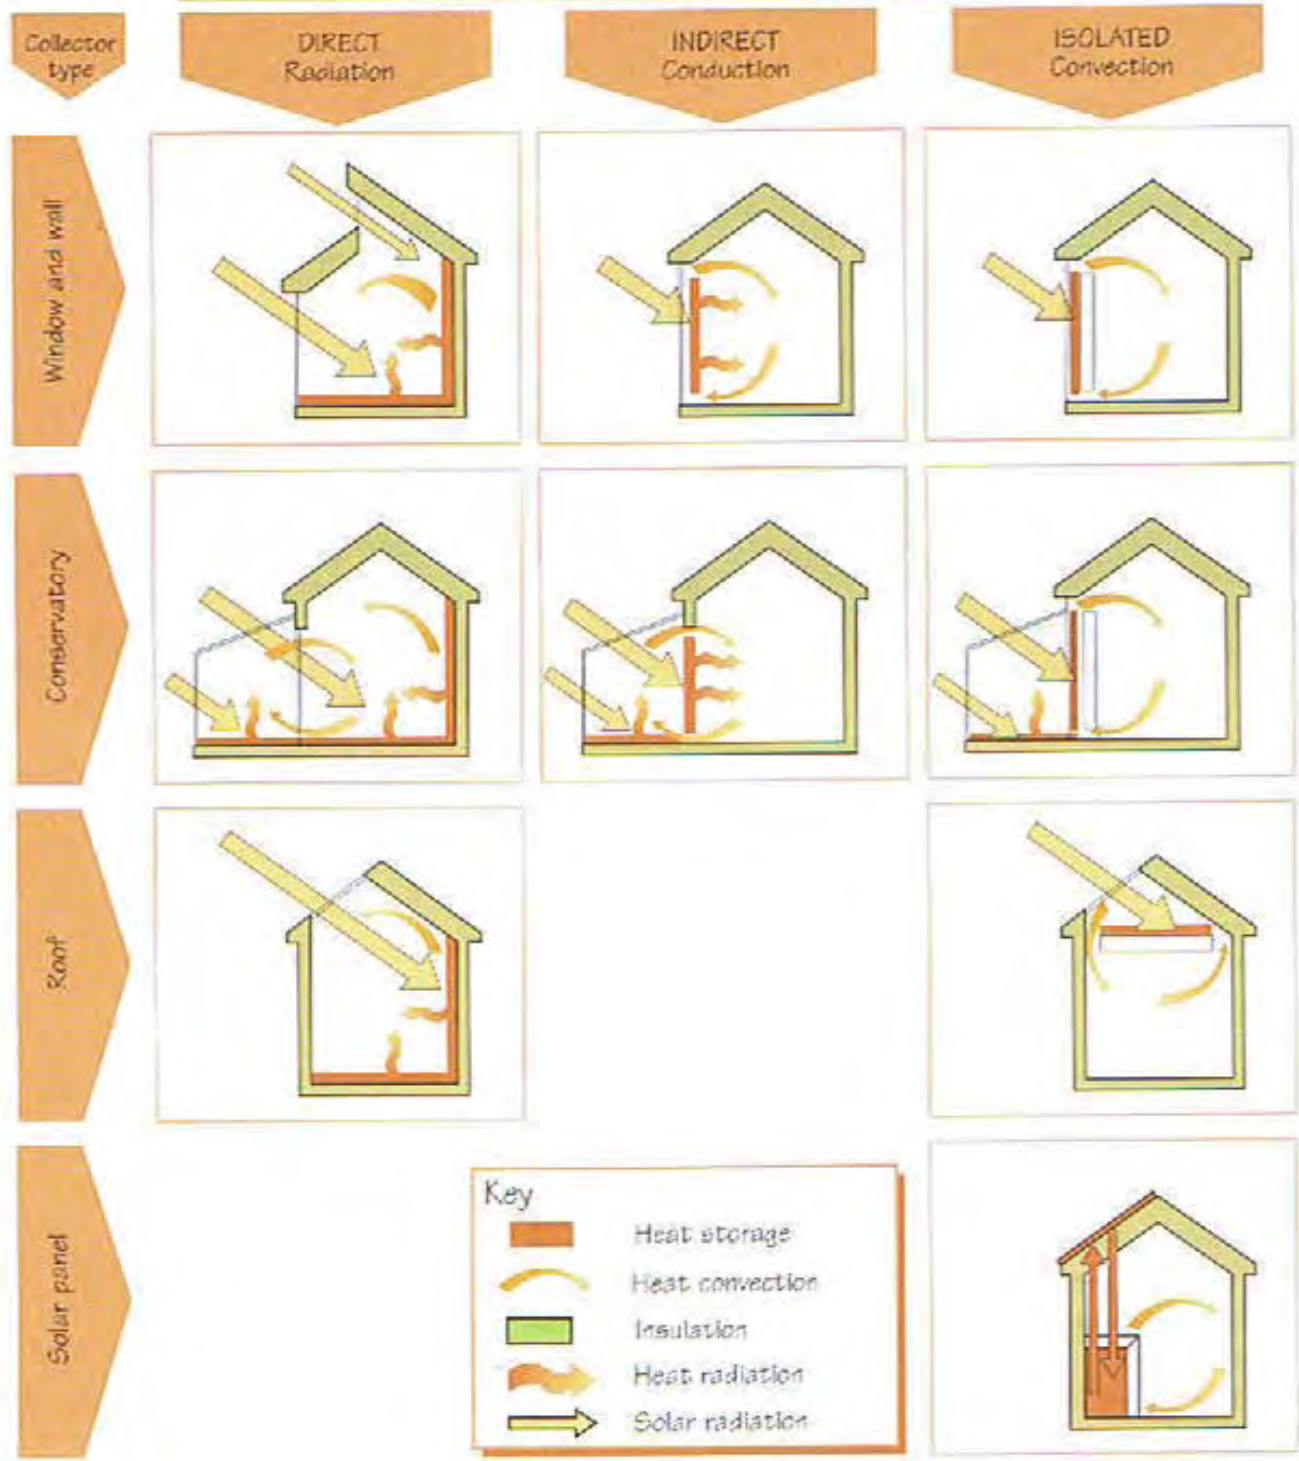 Collector
type
DIRECT
Radiation
INDIRECT
Conduction
ISOLATED
Convection
Window and wall
Conservatory
Roof
Solar panel
Key
Heat storage
Heat convection
Insulation
Heat radiation
Solar radiation